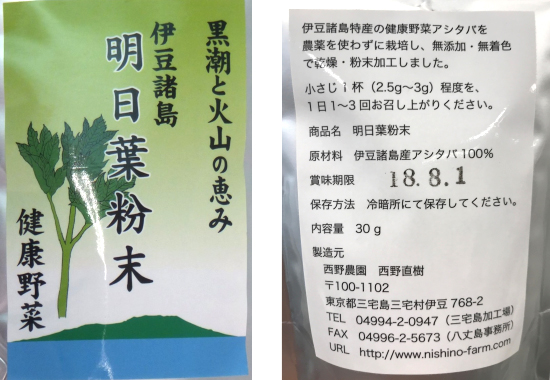 黒潮と火山の恵み
伊豆諸島
明日葉粉末
健康野菜
伊豆諸島特産の健康野菜アシタバを
農薬を使わずに栽培し、無添加・無着色
で乾燥・粉末加工しました。
小さじ1杯（2.5g〜3g）程度を、
1日1〜3回お召し上がりください。
商品名 明日葉粉末
原材料 伊豆諸島産アシタバ100%
賞味期限 18.8.1
保存方法 冷暗所にて保存してください。
内容量 30g
製造元
西野農園 西野直樹
〒100-1102
東京都三宅島三宅村伊豆768-2
TEL 04994-2-0947（三宅島加工場）
FAX 04996-2-5673（八丈島事務所）
URL http://www.nishino-farm.com/